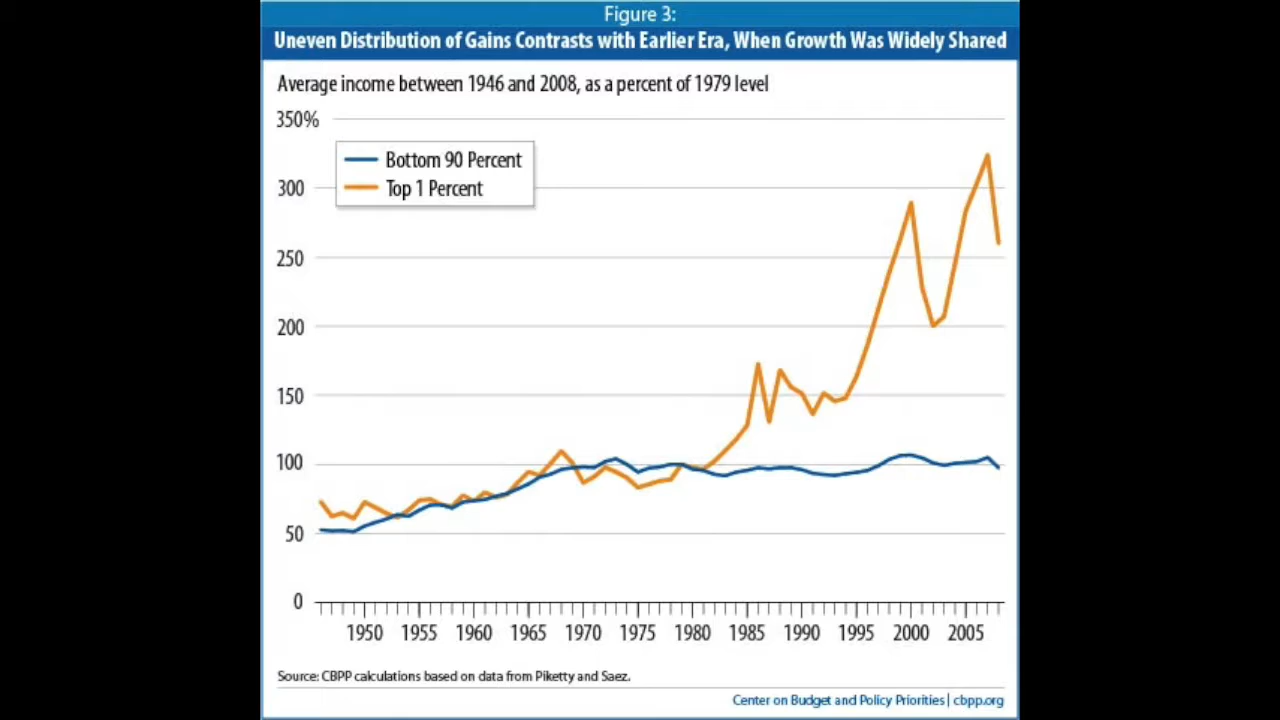 Figure 3:
Uneven Distribution of Gains Contrasts with Earlier Era, When Growth Was Widely Shared
Average income between 1946 and 2008, as a percent of 1979 level
350%
Bottom 90 Percent
Top 1 Percent
300
250
200
150
100
50
0
1950 1955 1960 1965 1970 1975 1980 1985 1990 1995 2000 2005
Source: CBPP calculations based on data from Piketty and Saez.
Center on Budget and Policy Priorities | cbpp.org